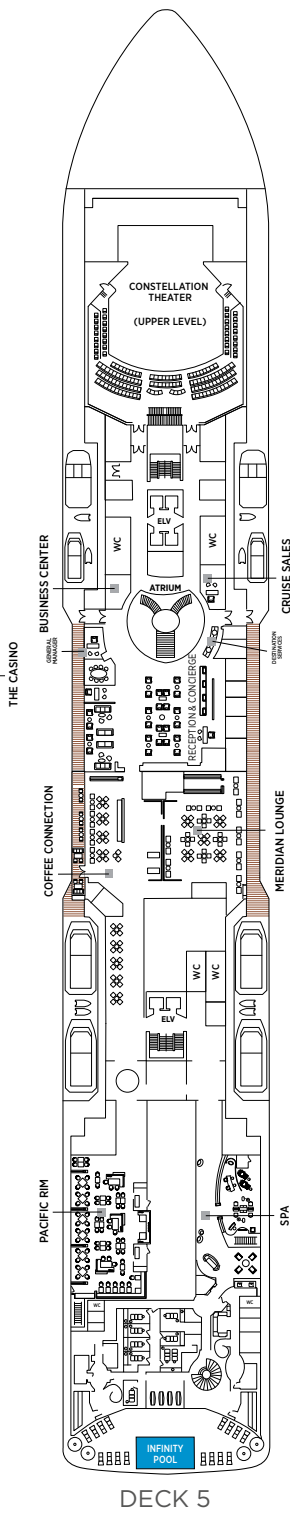 CONSTELLATION
THEATER
(UPPER LEVEL)
ELV
WC
WC
BUSINESS CENTER
CRUISE SALES
ATRIUM
THE CASINO
GENERAL
MANAGER
DESTINATION
SERVICES
RECEPTION & CONCIERGE
COFFEE CONNECTION
MERIDIAN LOUNGE
WC
WC
ELV
PACIFIC RIM
SPA
WC
WC
INFINITY
POOL
DECK 5